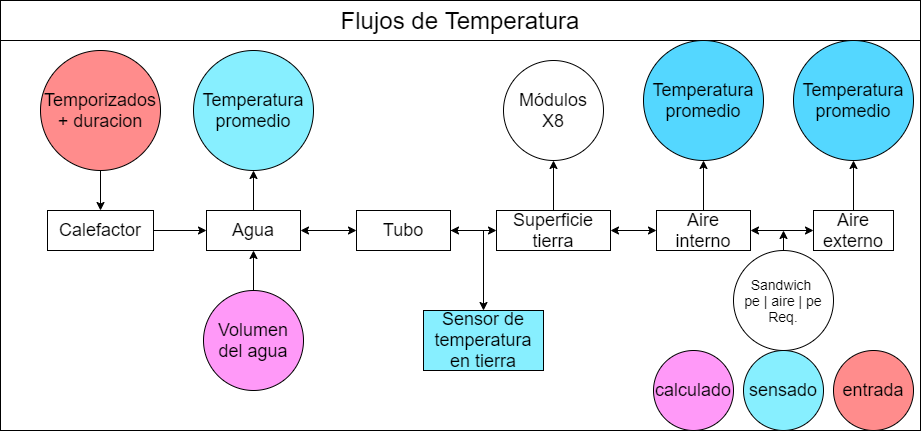 Flujos de Temperatura
Temporizados
+ duracion
Temperatura
promedio
Módulos
X8
Temperatura
promedio
Temperatura
promedio
Calefactor
Agua
Tubo
Superficie
tierra
Aire
interno
Aire
externo
Volumen
del agua
Sensor de
temperatura
en tierra
Sandwich
pe | aire | pe
Req.
calculado
sensado
entrada